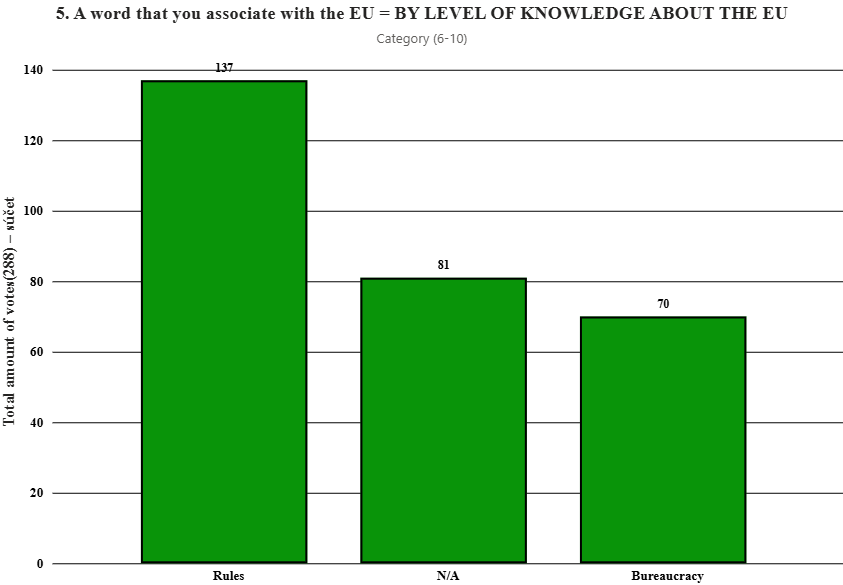 5. A word that you associate with the EU = BY LEVEL OF KNOWLEDGE ABOUT THE EU
Category (6-10)
Total amount of votes(288) – súčet
140
120
100
80
60
40
20
0
137
81
70
Rules
N/A
Bureaucracy